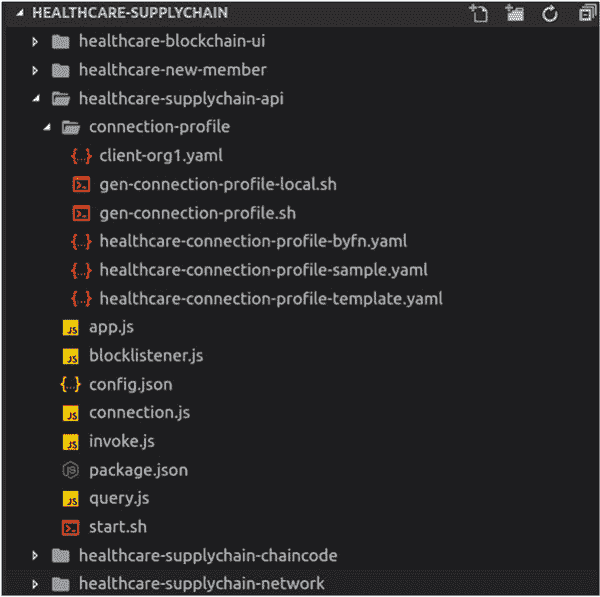 HEALTHCARE-SUPPLYCHAIN
healthcare-blockchain-ui
healthcare-new-member
healthcare-supplychain-api
connection-profile
client-org1.yaml
gen-connection-profile-local.sh
gen-connection-profile.sh
healthcare-connection-profile-byfn.yaml
healthcare-connection-profile-sample.yaml
healthcare-connection-profile-template.yaml
app.js
blocklistener.js
config.json
connection.js
invoke.js
package.json
query.js
start.sh
healthcare-supplychain-chaincode
healthcare-supplychain-network